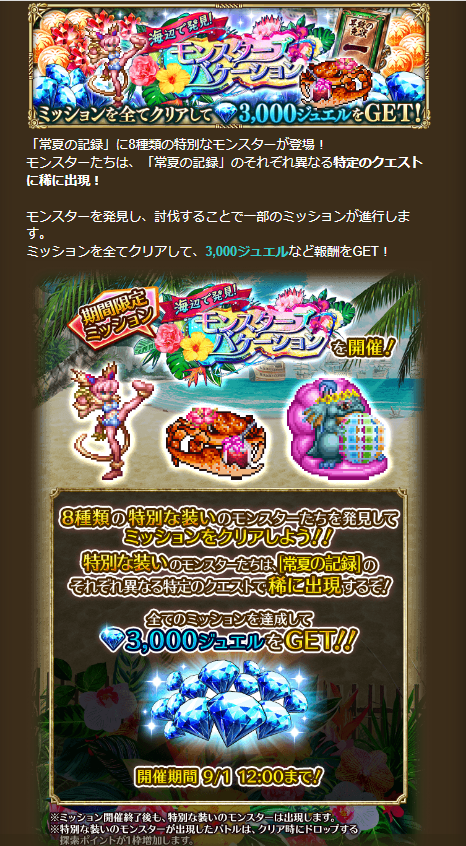 海辺で発見!
モンスターズ
バケーション
ミッションを全てクリアして 3,000ジュエルをGET!
「常夏の記録」に8種類の特別なモンスターが登場！
モンスターたちは、「常夏の記録」のそれぞれ異なる特定のクエスト
に稀に出現！
モンスターを発見し、討伐することで一部のミッションが進行しま
す。
ミッションを全てクリアして、3,000ジュエルなど報酬をGET！
期間限定
ミッション
海辺で発見!
モンスターズ
バケーション
を開催!
8種類の特別な装いのモンスターたちを発見して
ミッションをクリアしよう!!
特別な装いのモンスターたちは、「常夏の記録」の
それぞれ異なる特定のクエストで稀に出現するぞ!
全てのミッションを達成して
3,000ジュエルをGET!!
開催期間 9/1 12:00まで!
※ミッション開催終了後も、特別な装いのモンスターは出現します。
※特別な装いのモンスターが出現したバトルは、クリア時にドロップする
探索ポイントが1枠増加します。